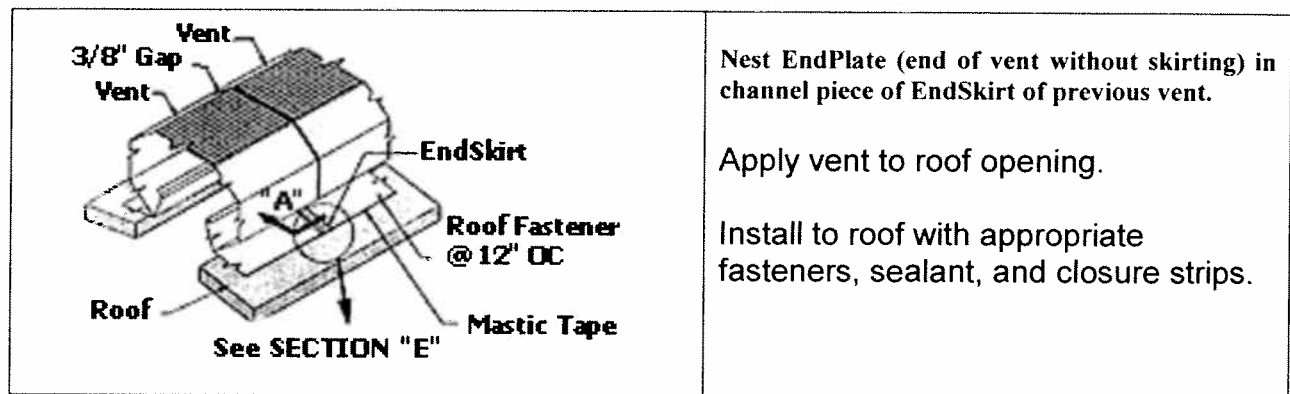 Vent
3/8" Gap
Vent
EndSkirt
"A"
Roof Fastener
@ 12" OC
Roof
Mastic Tape
See SECTION "E"
Nest EndPlate (end of vent without skirting) in
channel piece of EndSkirt of previous vent.
Apply vent to roof opening.
Install to roof with appropriate
fasteners, sealant, and closure strips.